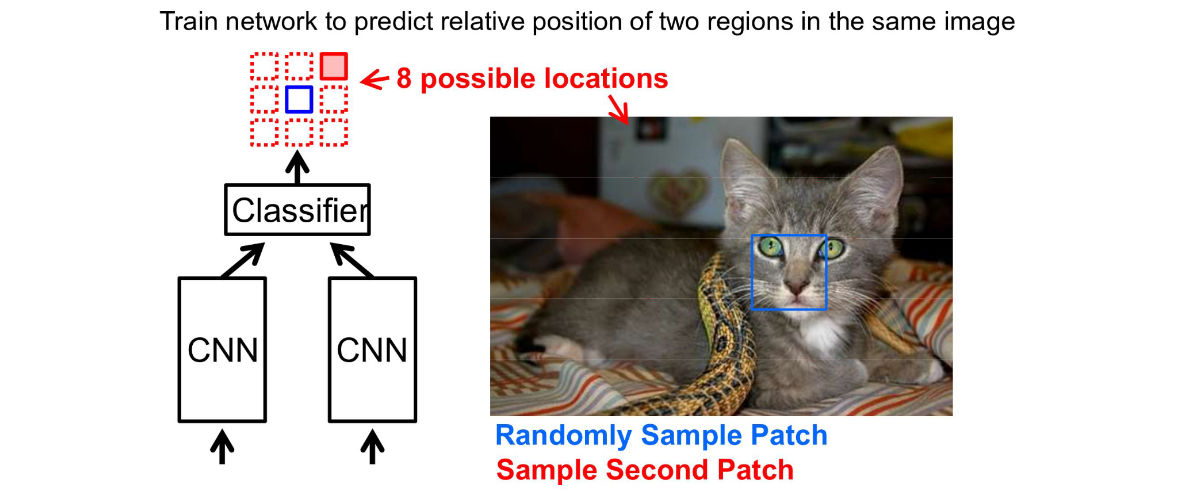 Train network to predict relative position of two regions in the same image
8 possible locations
Classifier
CNN
CNN
Randomly Sample Patch
Sample Second Patch